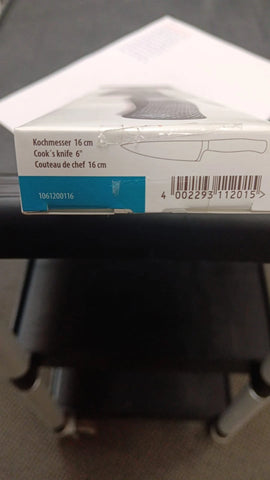 Kochmesser 16 cm
Cook´s knife 6"
Couteau de chef 16 cm
1061200116
4 002293 112015 >